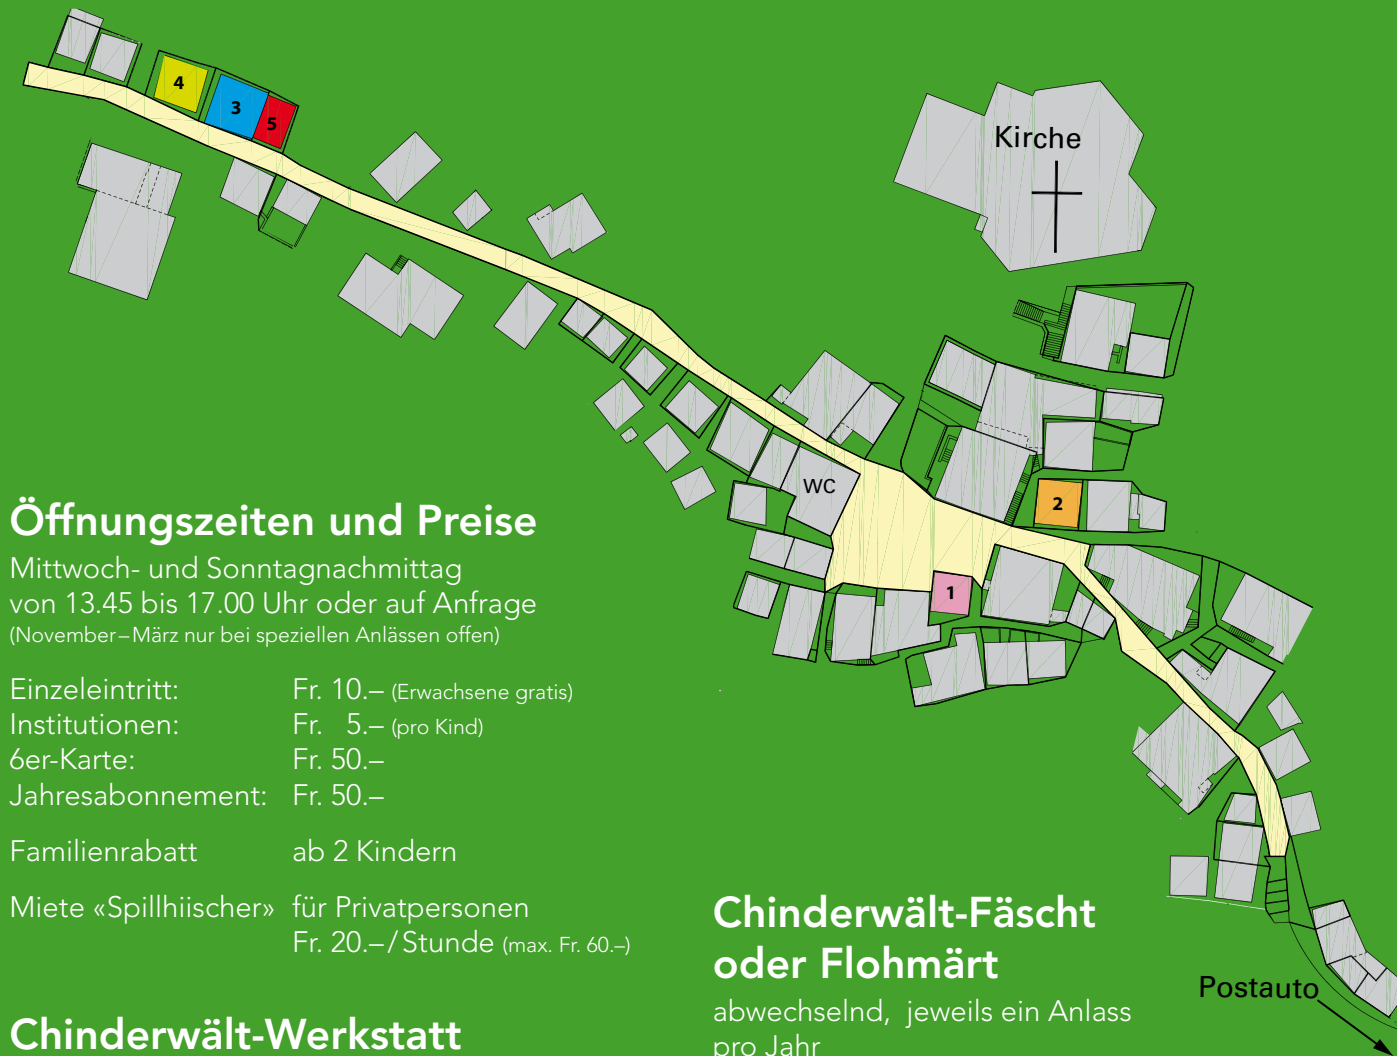 4
3
5
Kirche
WC
2
1
Öffnungszeiten und Preise
Mittwoch- und Sonntagnachmittag
von 13.45 bis 17.00 Uhr oder auf Anfrage
(November–März nur bei speziellen Anlässen offen)
Einzeleintritt: Fr. 10.– (Erwachsene gratis)
Institutionen: Fr. 5.– (pro Kind)
6er-Karte: Fr. 50.–
Jahresabonnement: Fr. 50.–
Familienrabatt ab 2 Kindern
Miete «Spillhiischer» für Privatpersonen
Fr. 20.–/Stunde (max. Fr. 60.–)
Chinderwält-Werkstatt
Chinderwält-Fäscht
oder Flohmärt
abwechselnd, jeweils ein Anlass
pro Jahr
Postauto